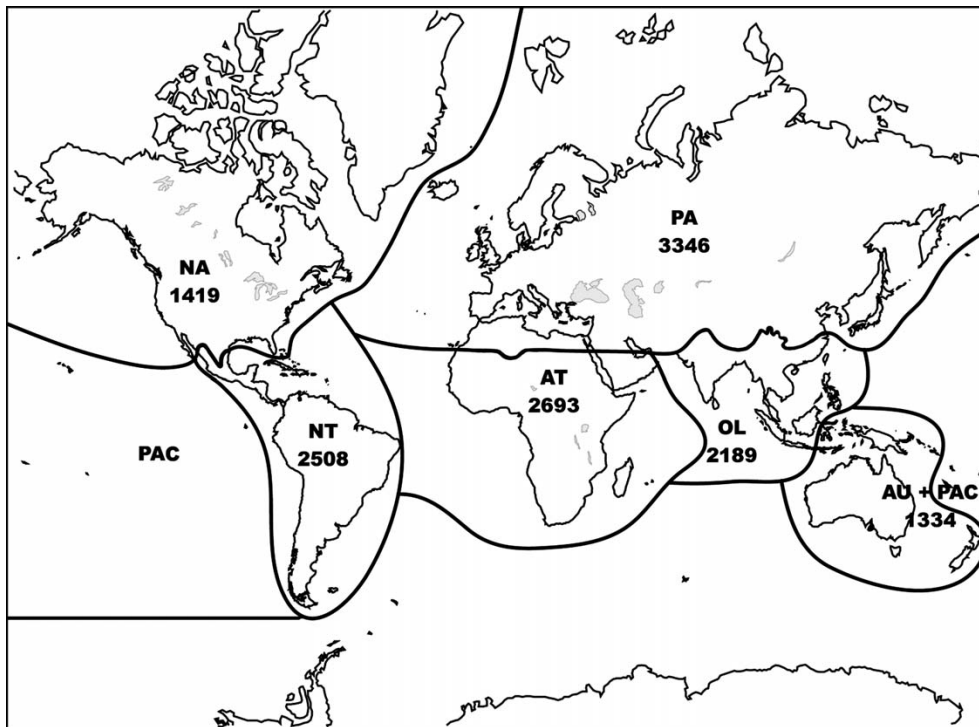 PA
3346
NA
1419
AT
2693
NT
2508
OL
2189
PAC
AU + PAC
1334